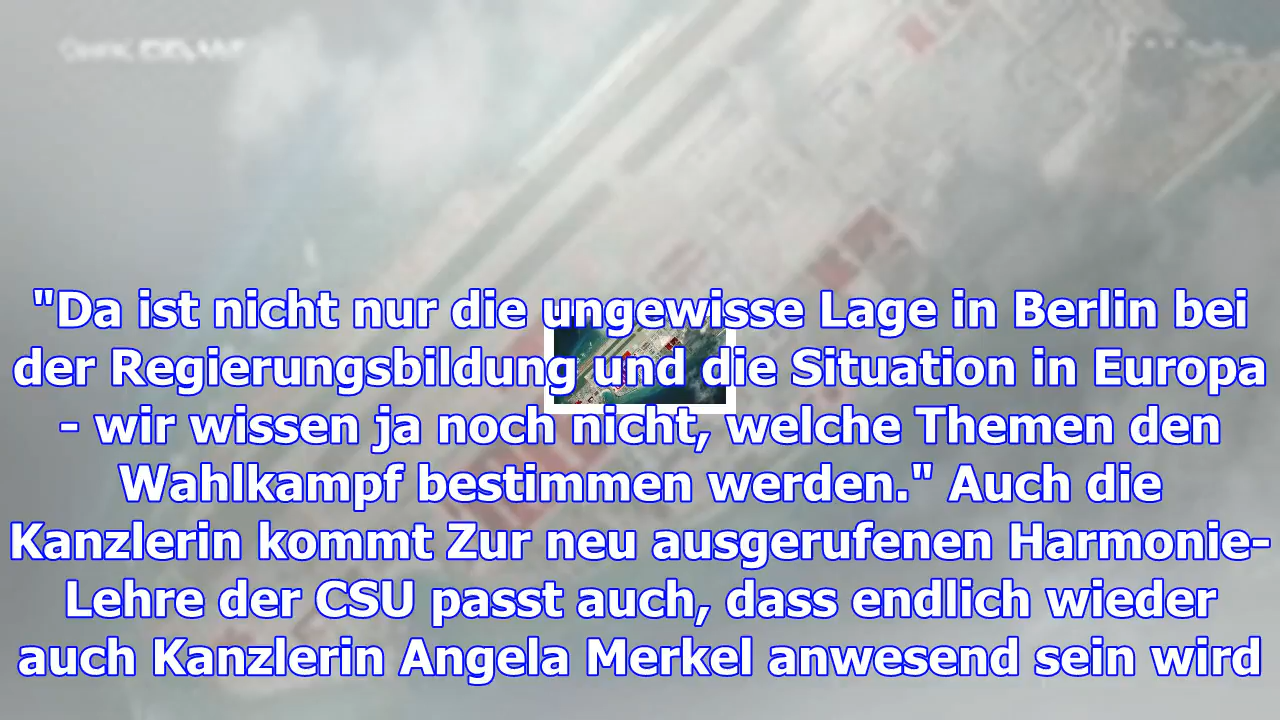 "Da ist nicht nur die ungewisse Lage in Berlin bei
der Regierungsbildung und die Situation in Europa
- wir wissen ja noch nicht, welche Themen den
Wahlkampf bestimmen werden." Auch die
Kanzlerin kommt Zur neu ausgerufenen Harmonie-
Lehre der CSU passt auch, dass endlich wieder
auch Kanzlerin Angela Merkel anwesend sein wird